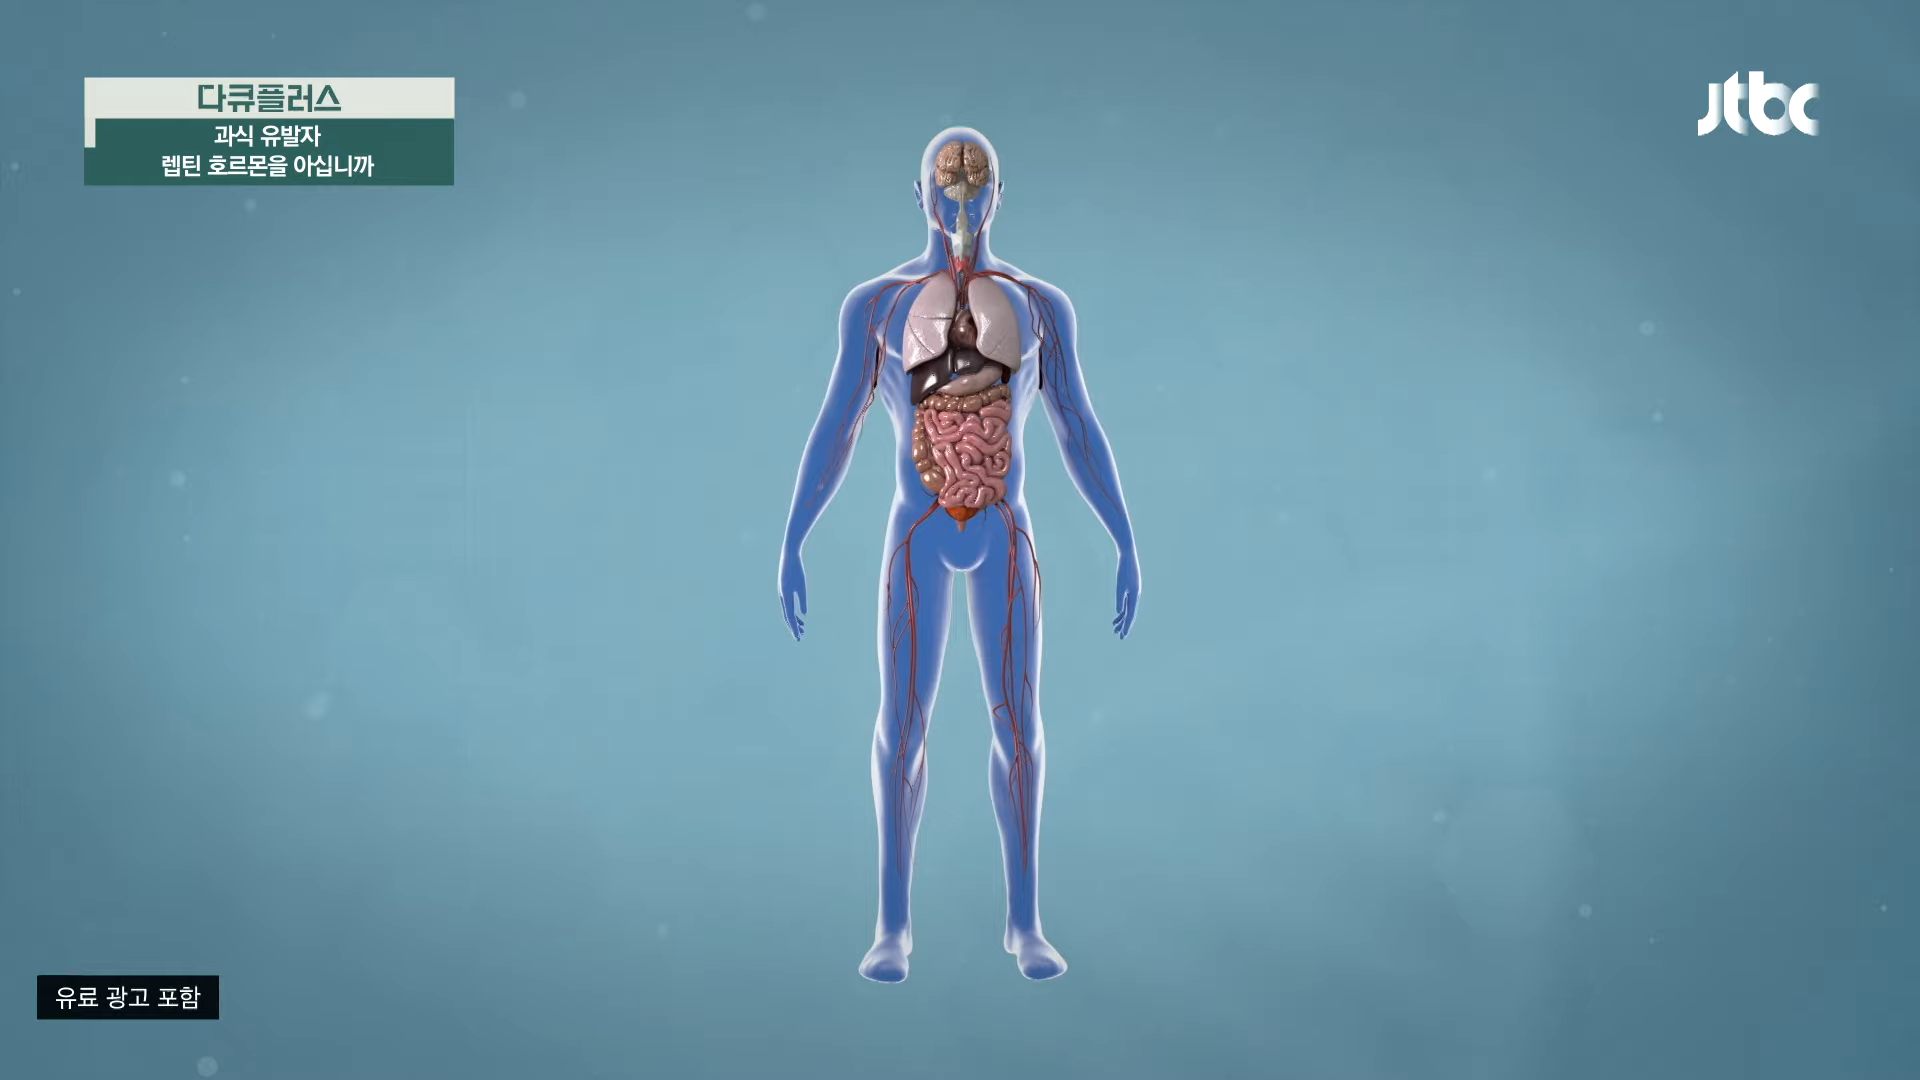 다큐플러스
과식 유발자
렙틴 호르몬을 아십니까
jtbc
유료 광고 포함